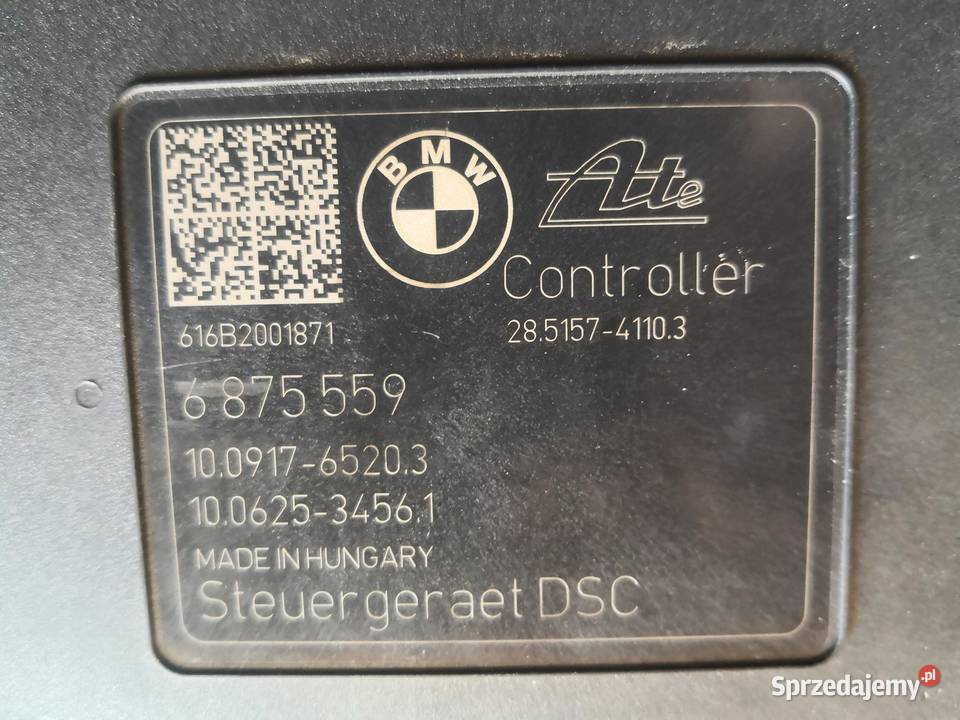 BMW
Ate
Controller
616B2001871
28.5157-4110.3
6 875 559
10.0917-6520.3
10.0625-3456.1
MADE IN HUNGARY
Steuergeraet DSC
Sprzedajemy.pl